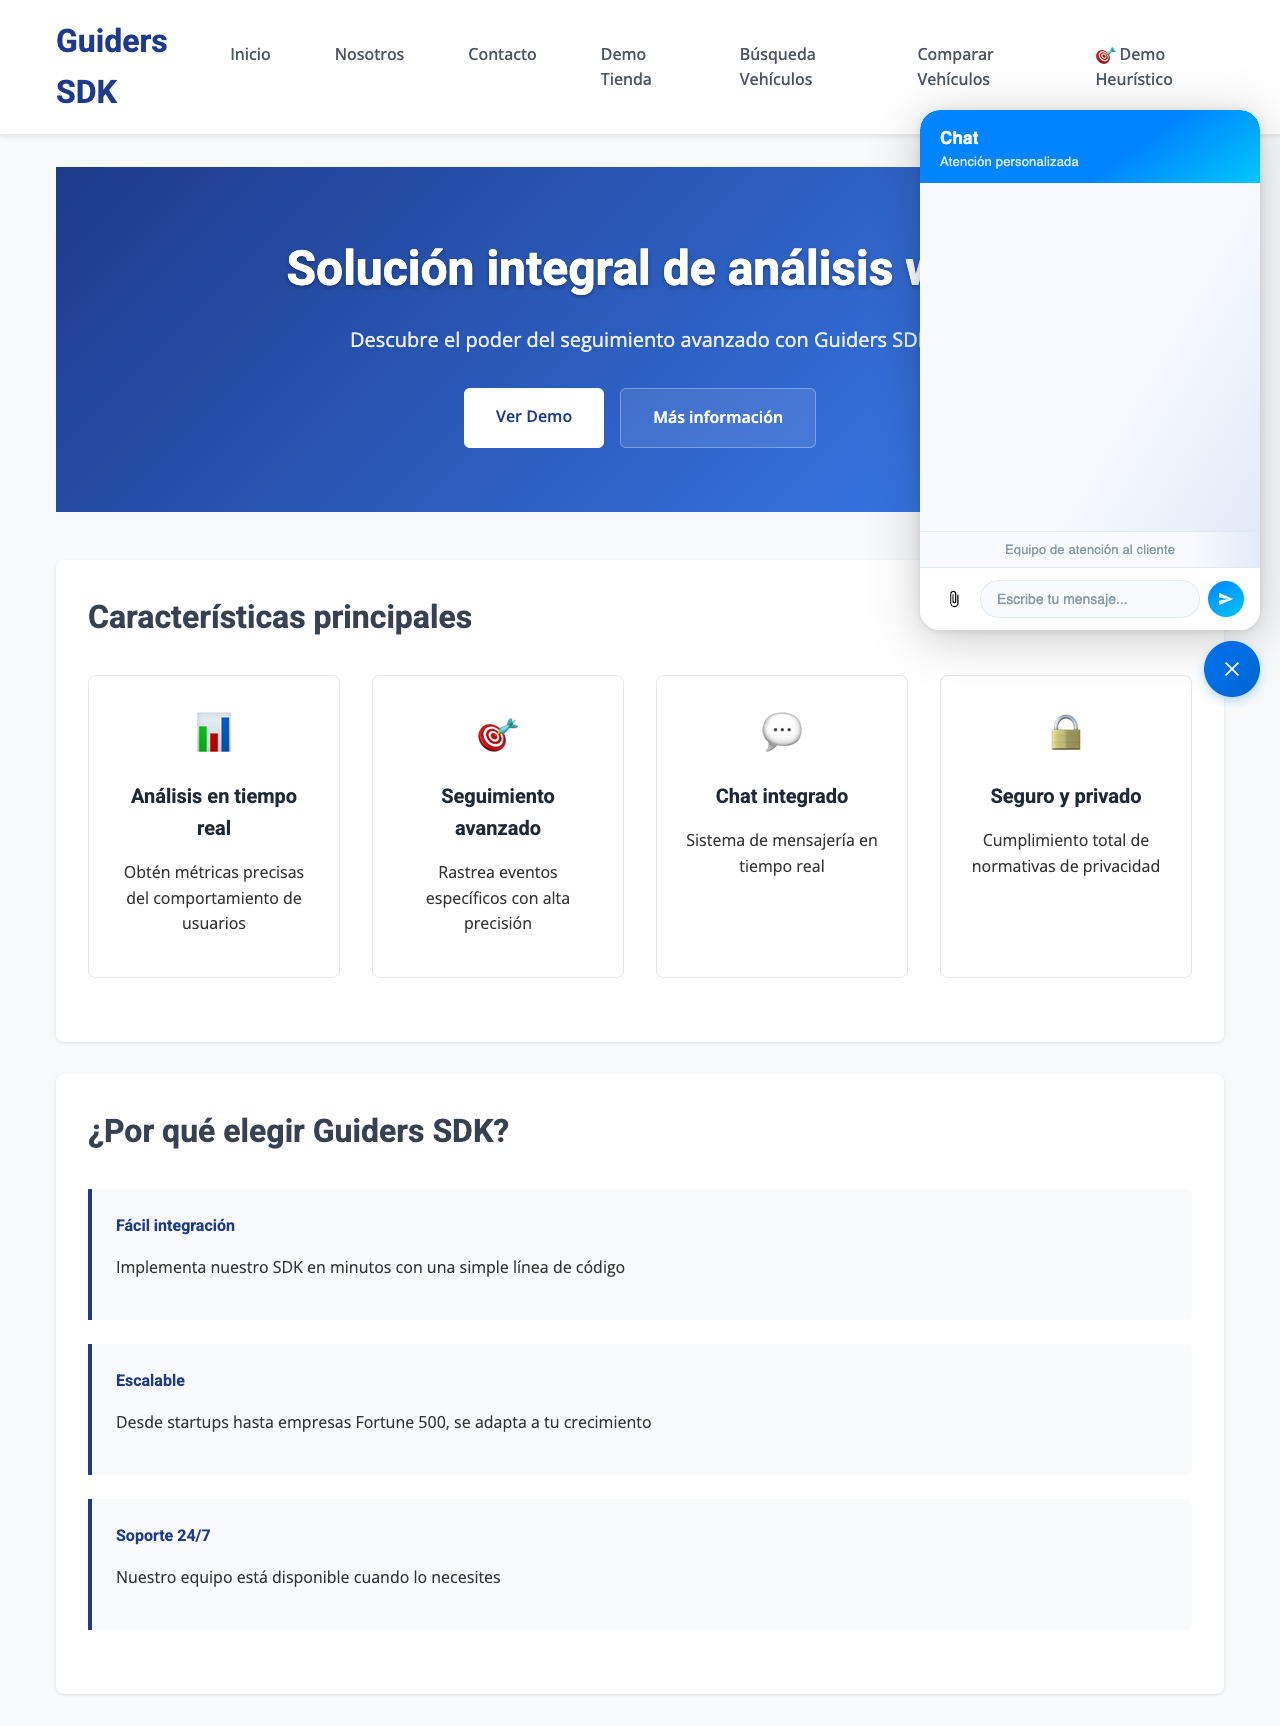 Guiders
SDK
Inicio
Nosotros
Contacto
Demo
Tienda
Búsqueda
Vehículos
Comparar
Vehículos
🎯 Demo
Heurístico
Chat
Atención personalizada
Solución integral de análisis
Descubre el poder del seguimiento avanzado con Guiders SD
Ver Demo
Más información
Equipo de atención al cliente
Escribe tu mensaje...
Características principales
Análisis en tiempo
real
Obtén métricas precisas
del comportamiento de
usuarios
Seguimiento
avanzado
Rastrea eventos
específicos con alta
precisión
Chat integrado
Sistema de mensajería en
tiempo real
Seguro y privado
Cumplimiento total de
normativas de privacidad
¿Por qué elegir Guiders SDK?
Fácil integración
Implementa nuestro SDK en minutos con una simple línea de código
Escalable
Desde startups hasta empresas Fortune 500, se adapta a tu crecimiento
Soporte 24/7
Nuestro equipo está disponible cuando lo necesites